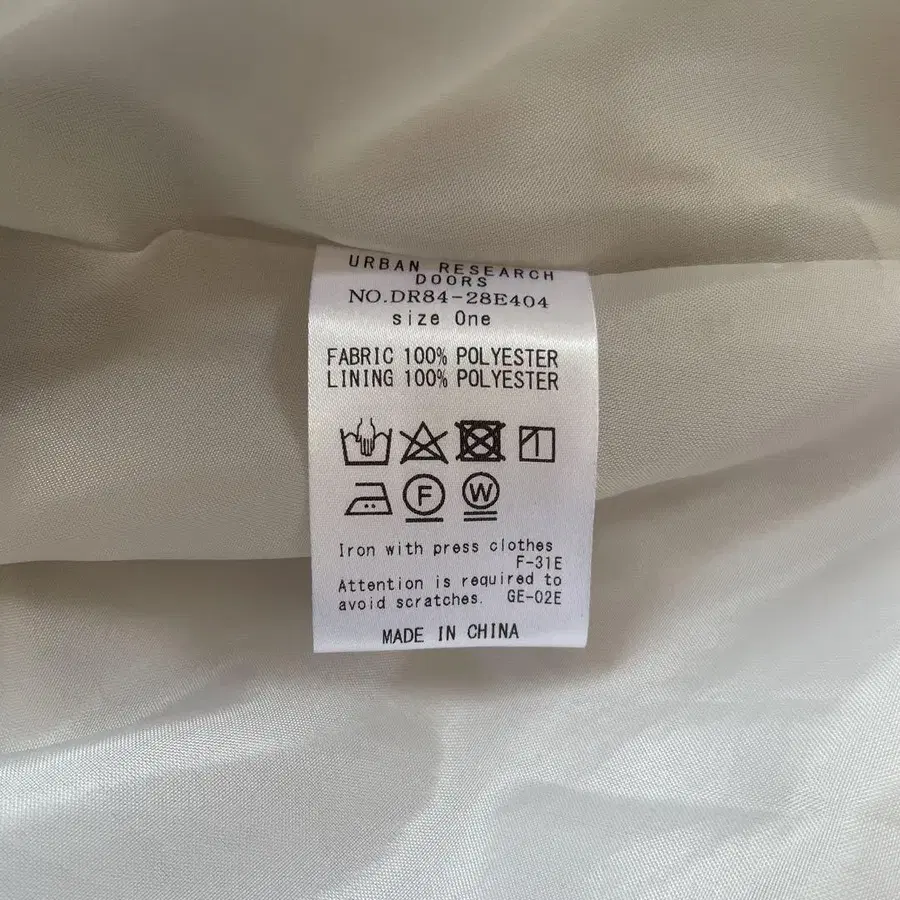 URBAN RESEARCH
DOORS
NO.DR84-28E404
size One
FABRIC 100% POLYESTER
LINING 100% POLYESTER
F W
Iron with press clothes
F-31E
Attention is required to
avoid scratches. GE-02E
MADE IN CHINA